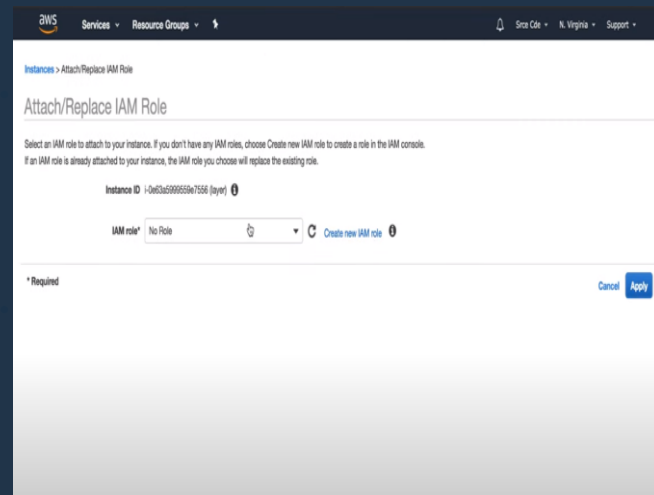 aws Services Resource Groups Srce Cde N. Virginia Support
Instances > Attach/Replace IAM Role
Attach/Replace IAM Role
Select an IAM role to attach to your instance. If you don't have any IAM roles, choose Create new IAM role to create a role in the IAM console.
If an IAM role is already attached to your instance, the IAM role you choose will replace the existing role.
Instance ID i-0e63a5999559e7556 (layer)
IAM role* No Role Create new IAM role
* Required Cancel Apply